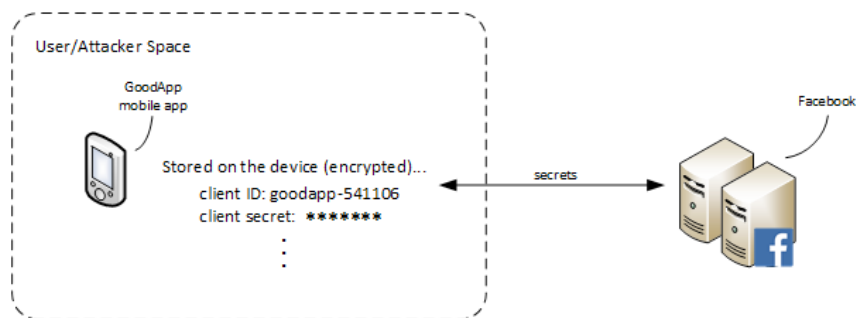 User/Attacker Space
GoodApp
mobile app
Facebook
Stored on the device (encrypted)...
client ID: goodapp-541106
client secret: *******
secrets
f